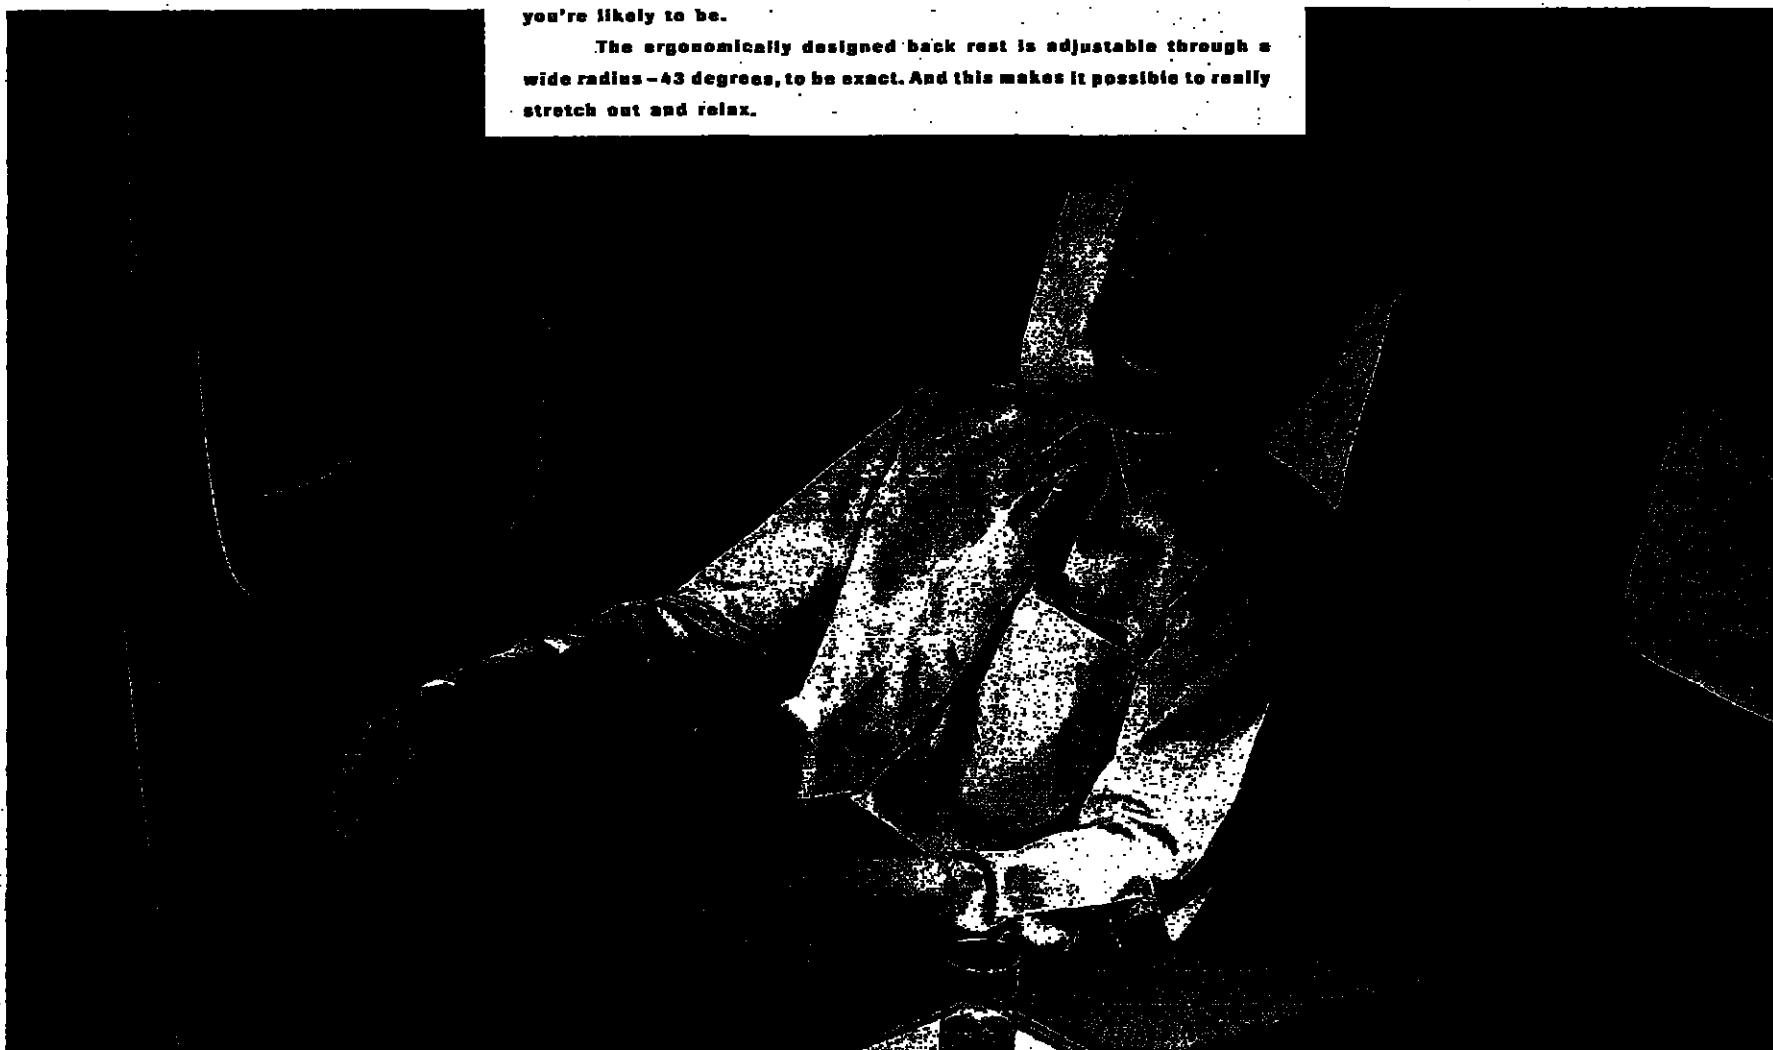 you're likely to be.
The ergonomically designed back rest is adjustable through a
wide radius – 43 degrees, to be exact. And this makes it possible to really
stretch out and relax.